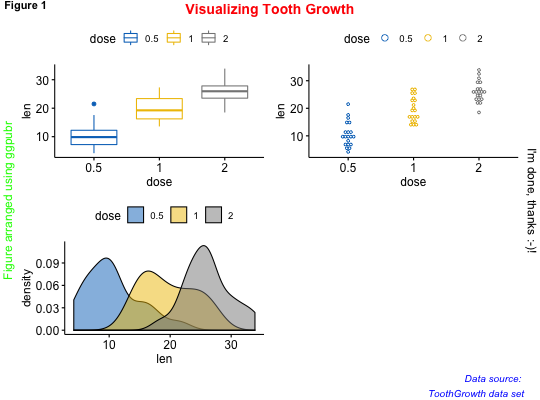 Figure 1
Visualizing Tooth Growth
dose 0.5 1 2
len
30
20
10
0.5 1 2
dose
dose 0.5 1 2
len
30
20
10
0.5 1 2
dose
dose 0.5 1 2
density
0.09
0.06
0.03
0.00
10 20 30
len
Figure arranged using ggpubr
I'm done, thanks :-)!
Data source:
ToothGrowth data set